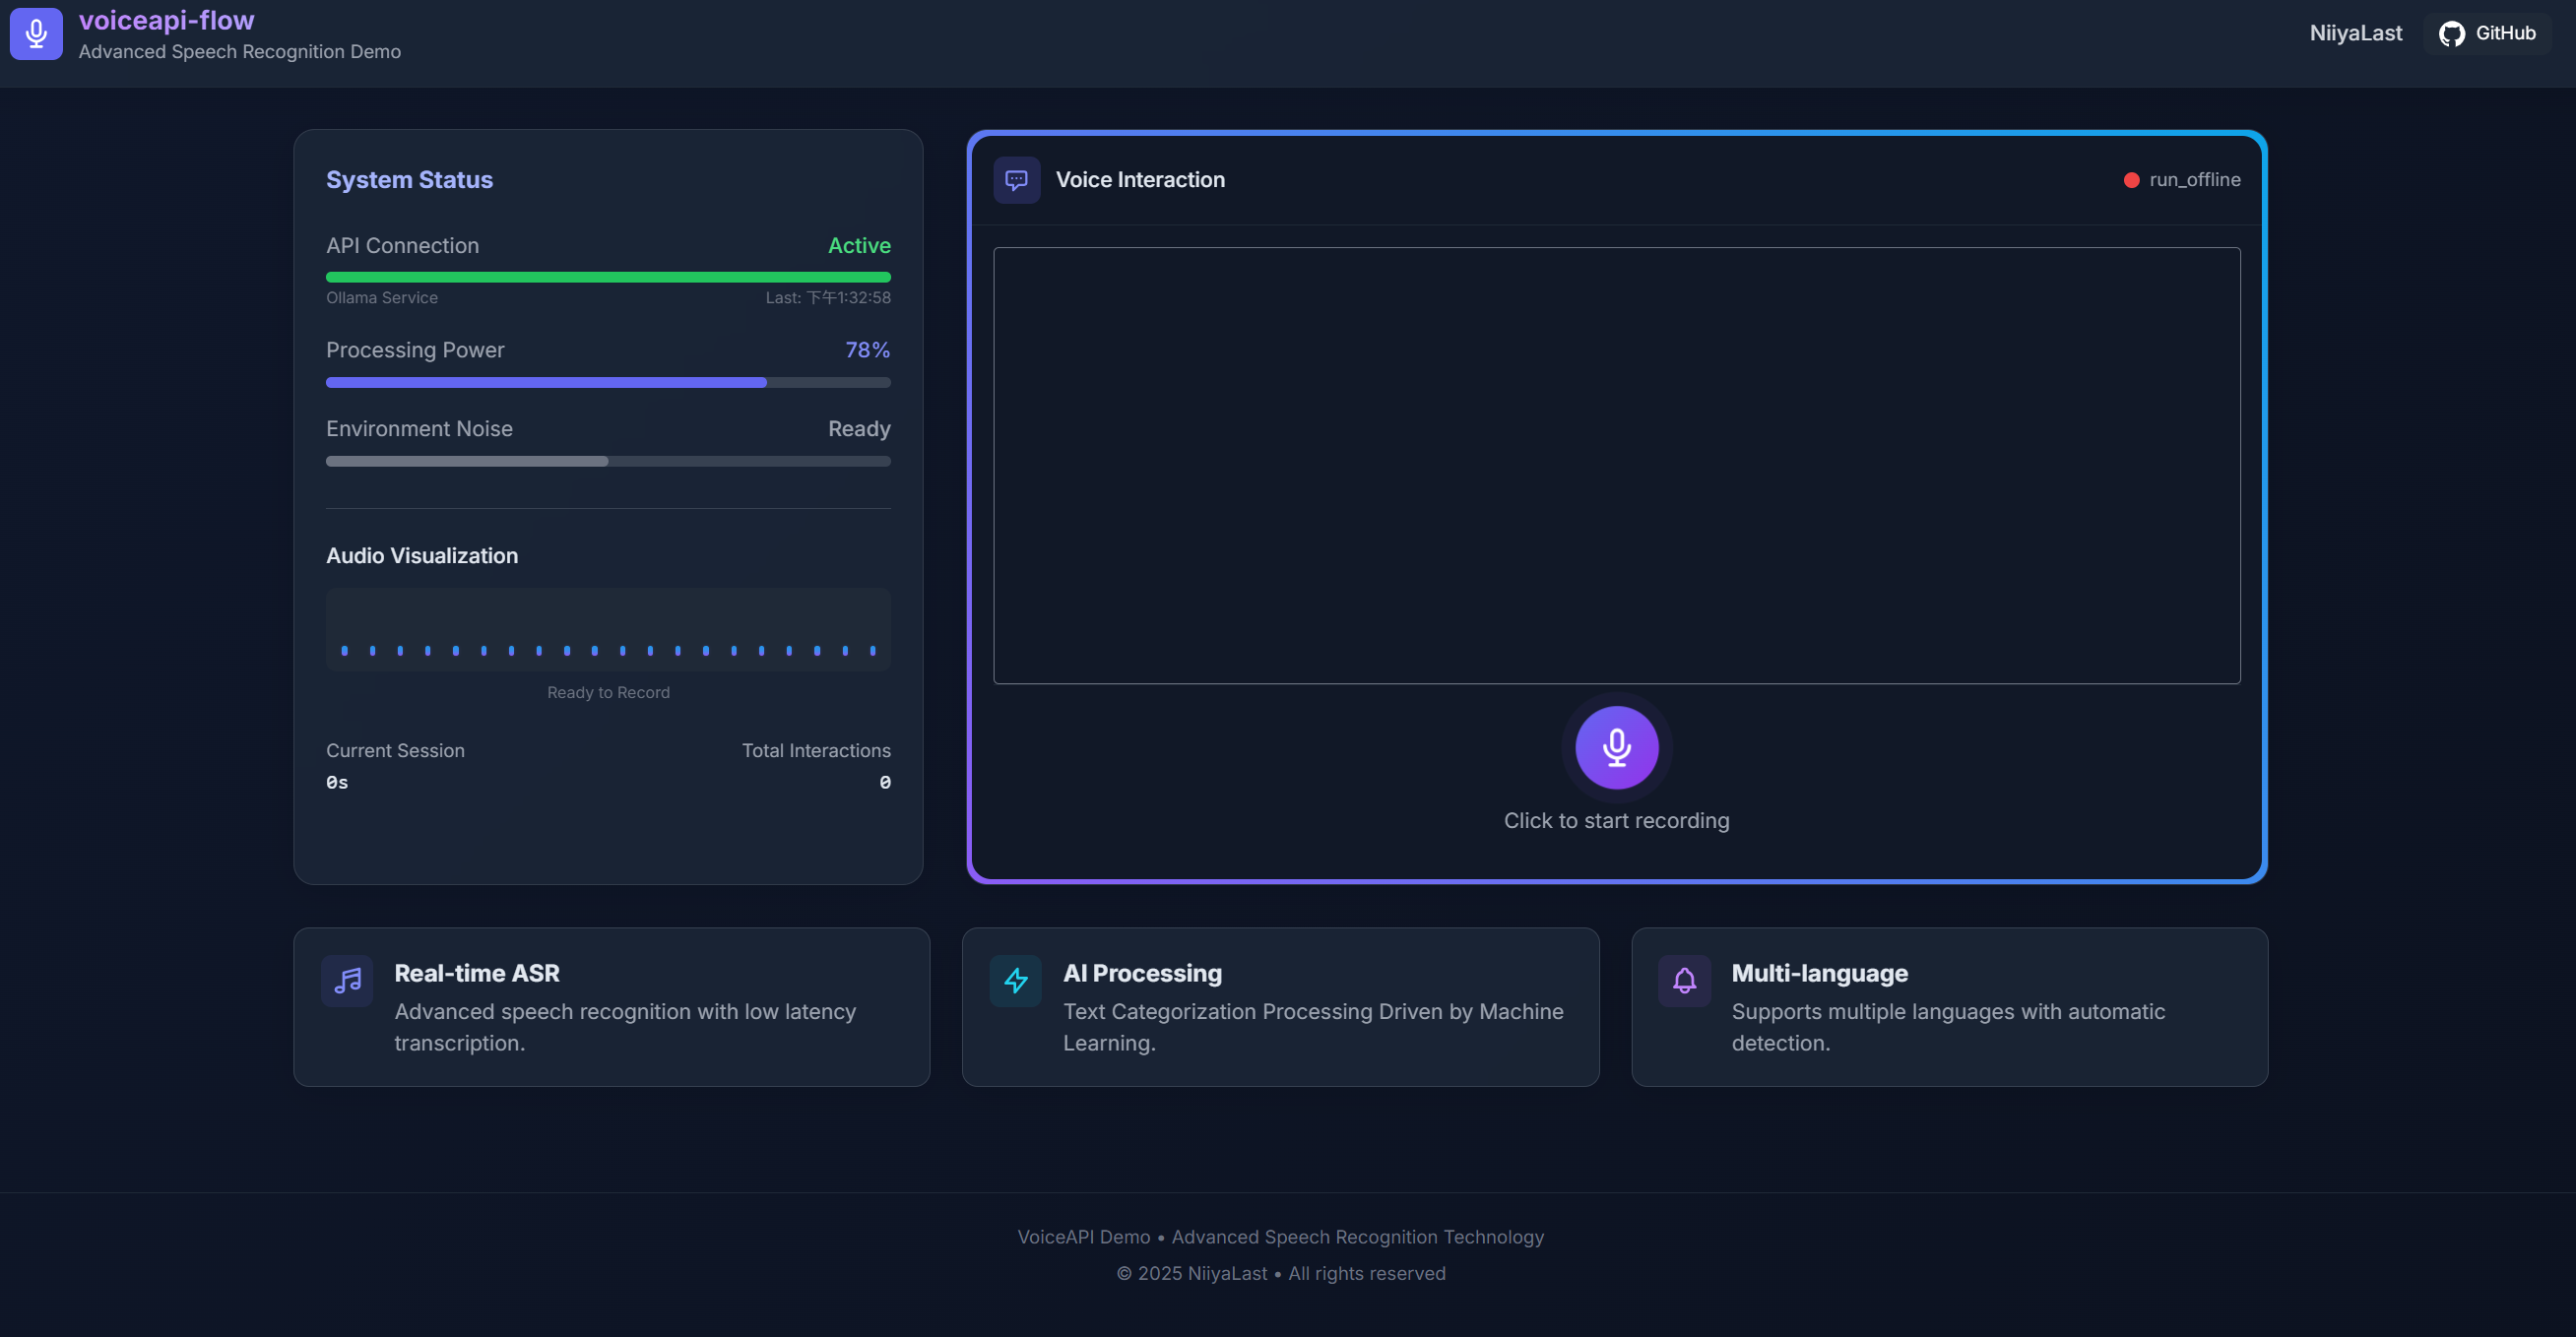 voiceapi-flow
Advanced Speech Recognition Demo
NiiyaLast
GitHub
System Status
API Connection
Active
Ollama Service
Last: 下午1:32:58
Processing Power
78%
Environment Noise
Ready
Audio Visualization
Ready to Record
Current Session
Total Interactions
0s
0
Voice Interaction
run_offline
Click to start recording
Real-time ASR
Advanced speech recognition with low latency
transcription.
AI Processing
Text Categorization Processing Driven by Machine
Learning.
Multi-language
Supports multiple languages with automatic
detection.
VoiceAPI Demo • Advanced Speech Recognition Technology
© 2025 NiiyaLast • All rights reserved